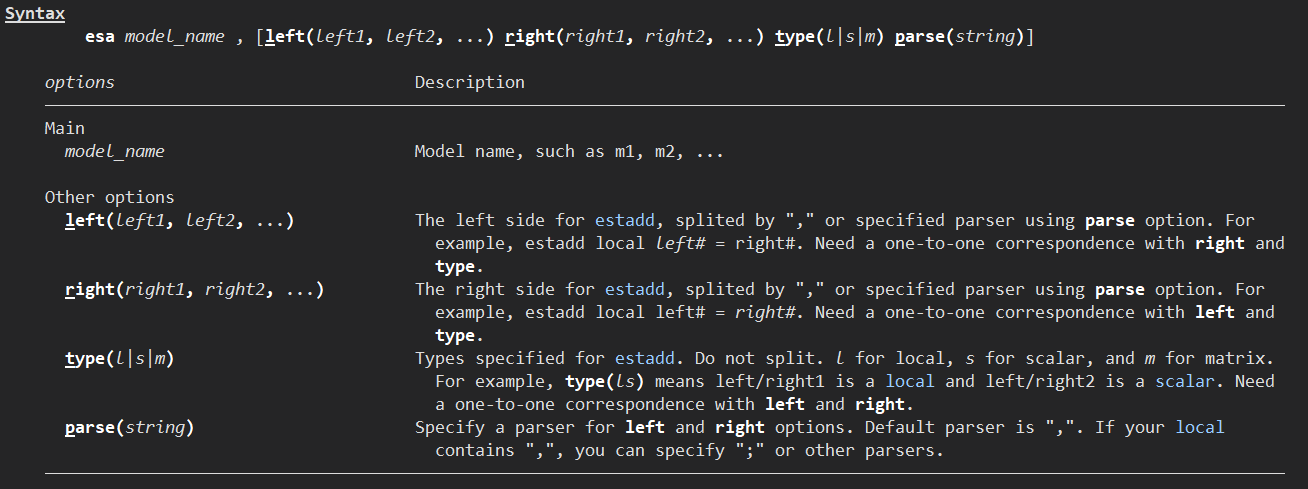 Syntax
esa model_name , [left(left1, left2, ...) right(right1, right2, ...) type(l|s|m) parse(string)]
options Description
Main
model_name Model name, such as m1, m2, ...
Other options
left(left1, left2, ...) The left side for estadd, splited by "," or specified parser using parse option. For
example, estadd local left# = right#. Need a one-to-one correspondence with right and
type.
right(right1, right2, ...) The right side for estadd, splited by "," or specified parser using parse option. For
example, estadd local left# = right#. Need a one-to-one correspondence with left and
type.
type(l|s|m) Types specified for estadd. Do not split. l for local, s for scalar, and m for matrix.
For example, type(ls) means left/right1 is a local and left/right2 is a scalar. Need
a one-to-one correspondence with left and right.
parse(string) Specify a parser for left and right options. Default parser is ",". If your local
contains ",", you can specify ";" or other parsers.